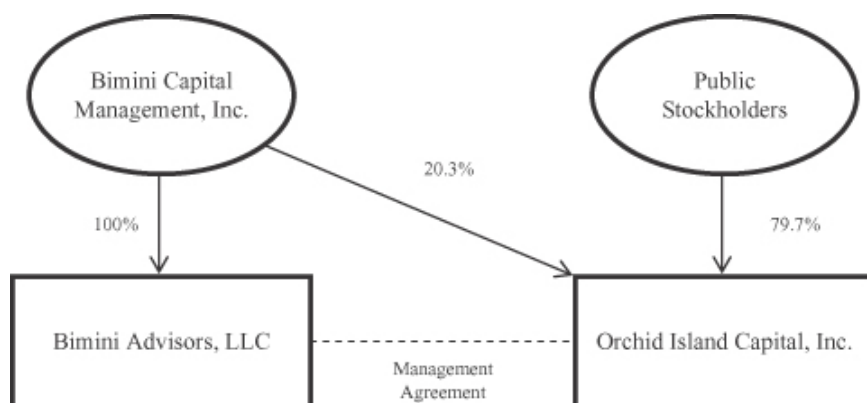 Bimini Capital
Management, Inc.
Public
Stockholders
20.3%
100%
79.7%
Bimini Advisors, LLC
Orchid Island Capital, Inc.
Management
Agreement